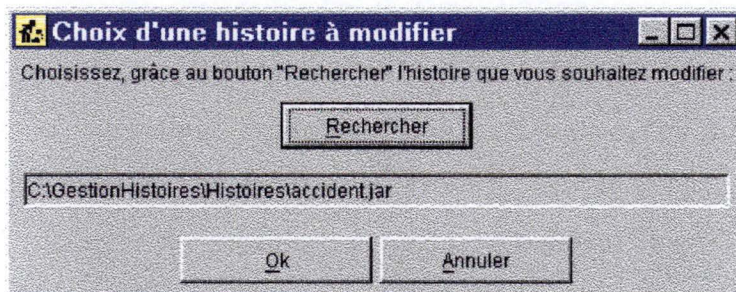 Choix d'une histoire à modifier
Choisissez, grâce au bouton "Rechercher" l'histoire que vous souhaitez modifier :
Rechercher
C:\GestionHistoires\Histoires\accident.jar
Ok
Annuler